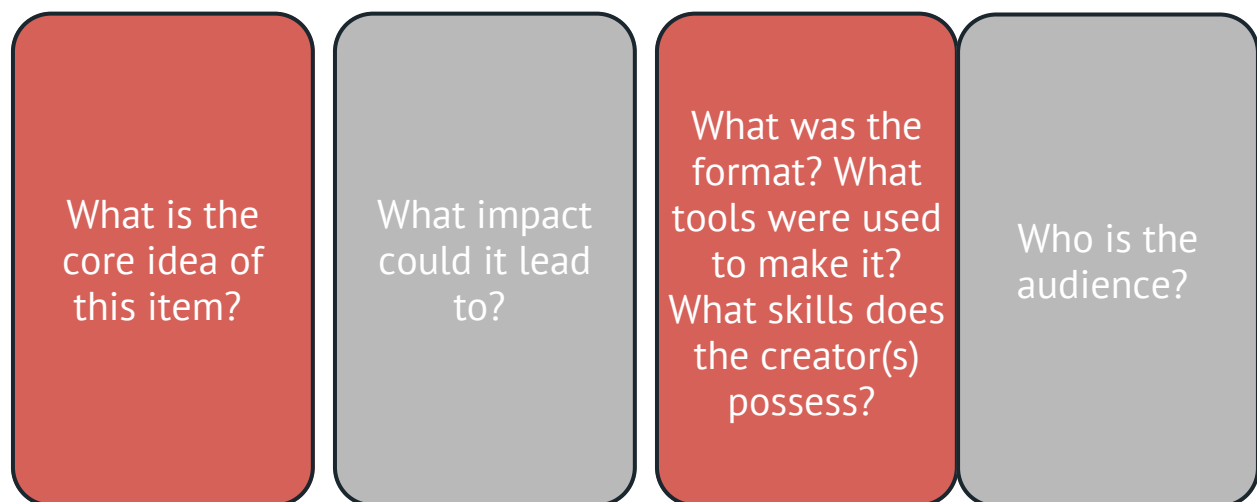 What is the
core idea of
this item?
What impact
could it lead
to?
What was the
format? What
tools were used
to make it?
What skills does
the creator(s)
possess?
Who is the
audience?